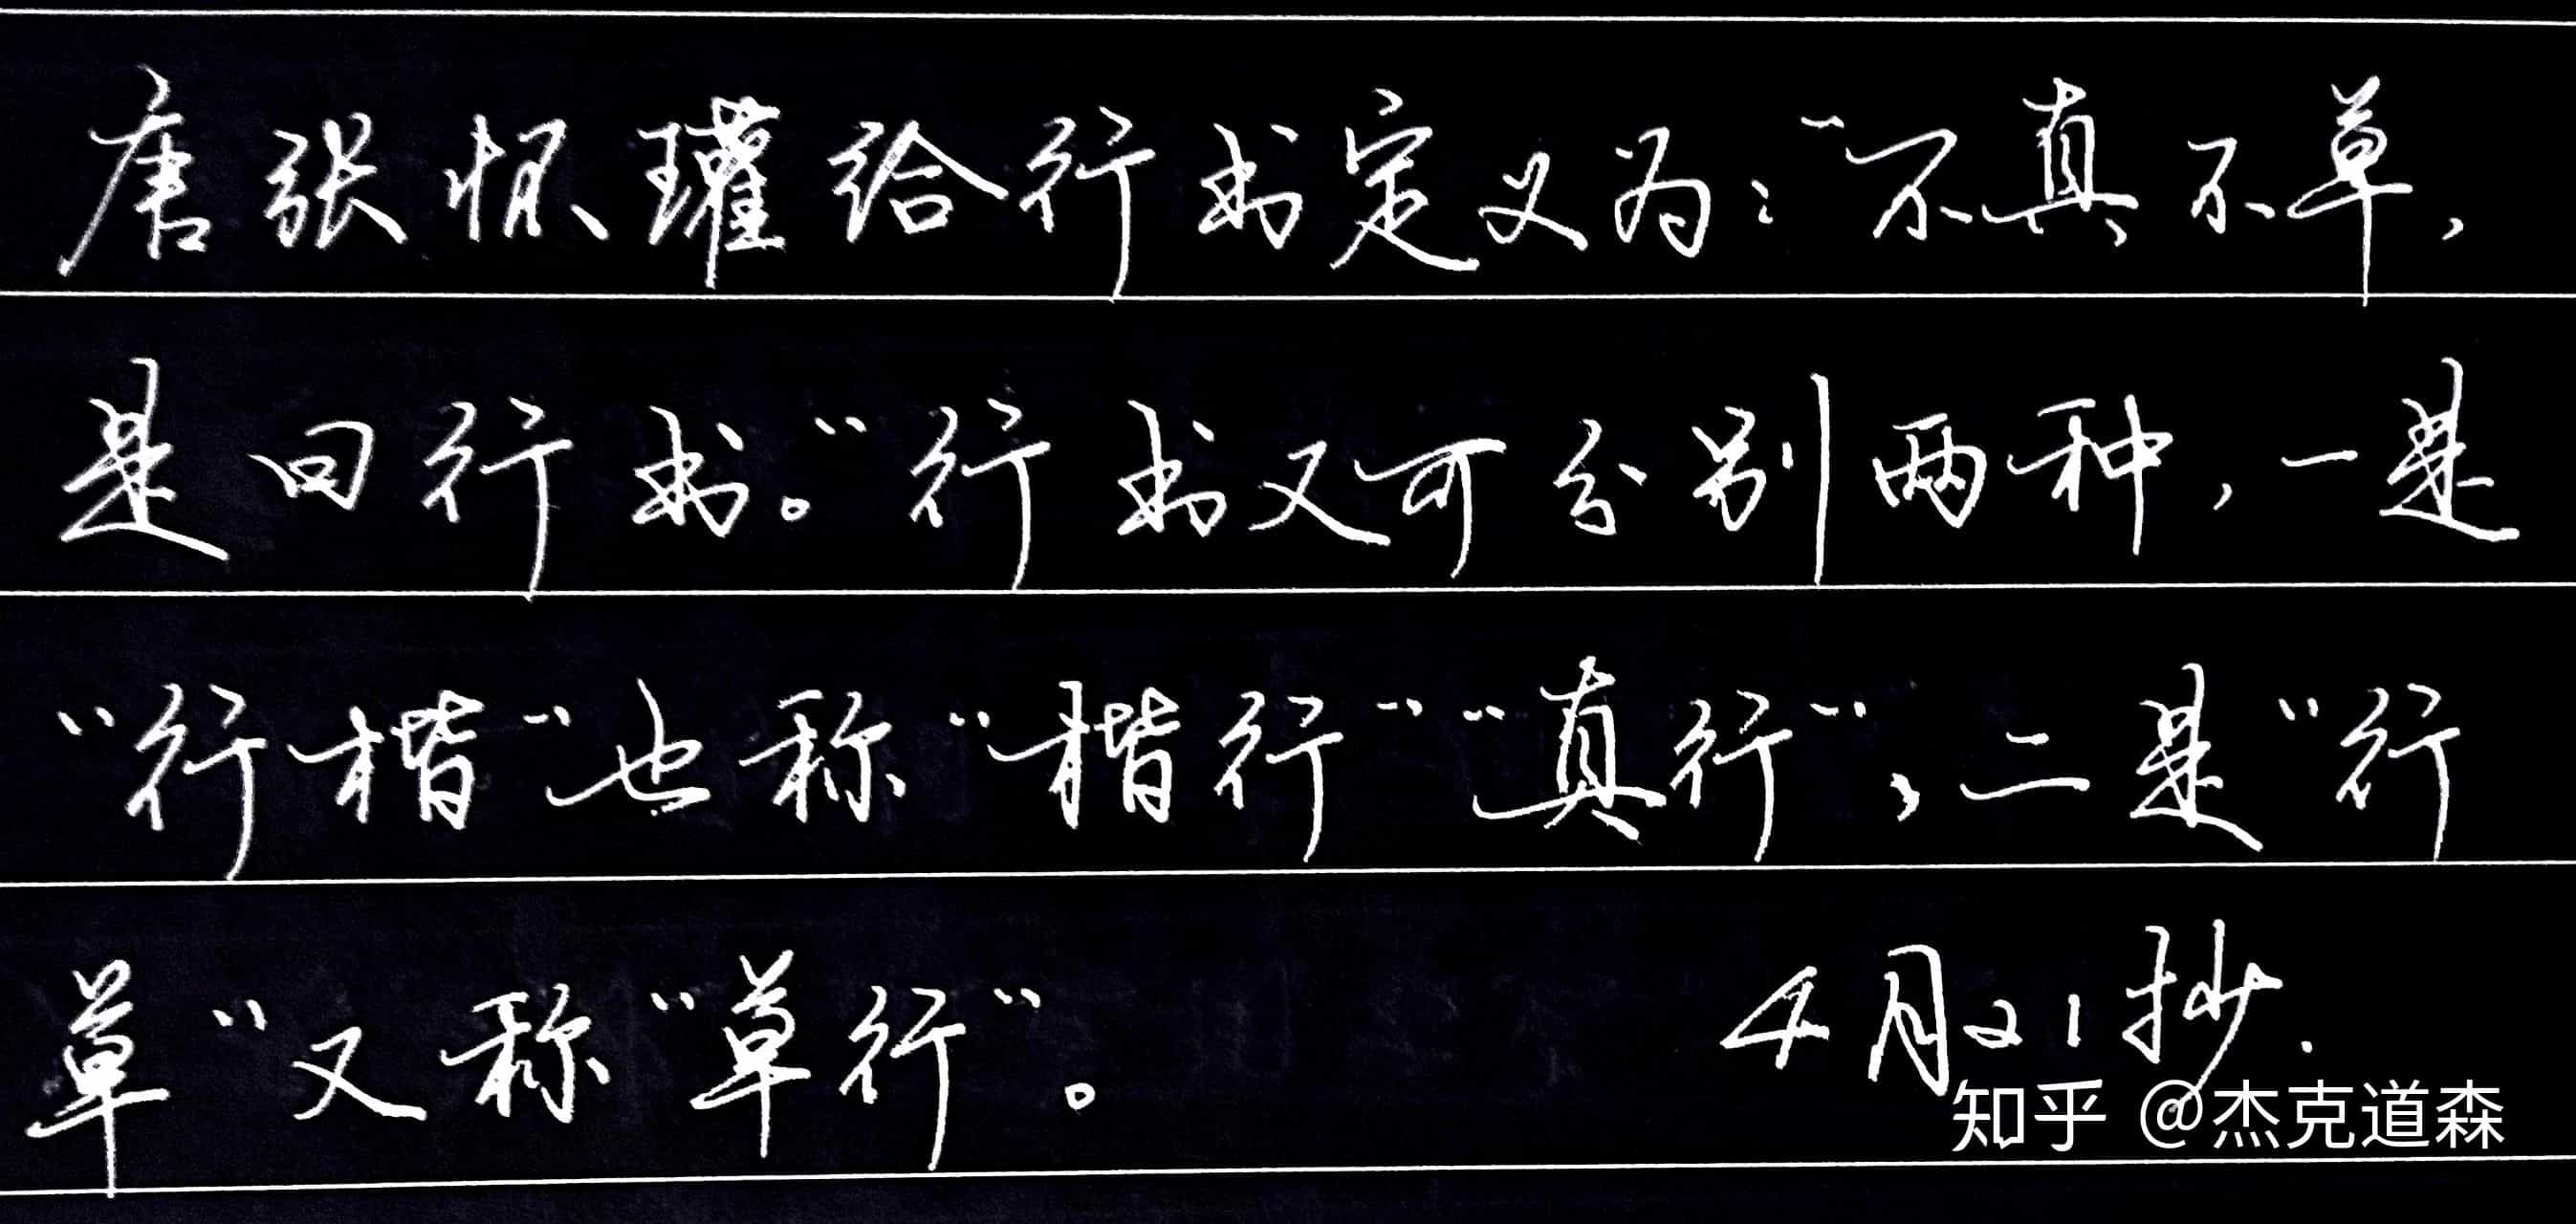 唐张怀瓘给行书定义为：“不真不草，
是曰行书。”行书又可分别两种，一是
“行楷”也称“楷行”“真行”，二是“行
草”又称“草行”。
4月21抄.
知乎 @杰克道森